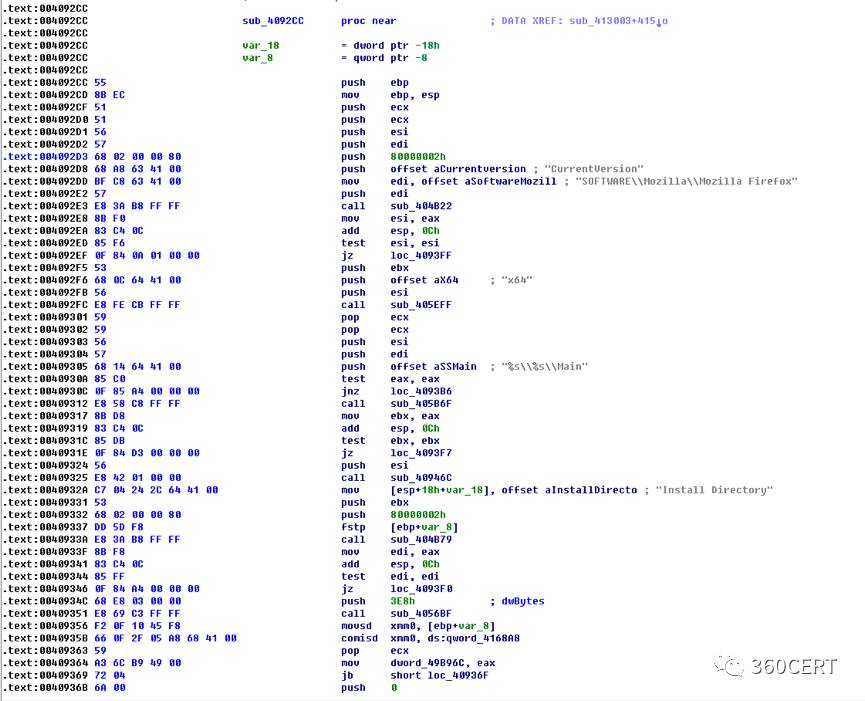 .text:004092CC
.text:004092CC sub_4092CC proc near ; DATA XREF: sub_413003+415↓o
.text:004092CC
.text:004092CC var_18 = dword ptr -18h
.text:004092CC var_8 = qword ptr -8
.text:004092CC
.text:004092CC 55 push ebp
.text:004092CD 8B EC mov ebp, esp
.text:004092CF 51 push ecx
.text:004092D0 51 push ecx
.text:004092D1 56 push esi
.text:004092D2 57 push edi
.text:004092D3 68 02 00 00 80 push 80000002h
.text:004092D8 68 A8 63 41 00 push offset aCurrentversion ; "CurrentVersion"
.text:004092DD BF C8 63 41 00 mov edi, offset aSoftwareMozill ; "SOFTWARE\\Mozilla\\Mozilla Firefox"
.text:004092E2 57 push edi
.text:004092E3 E8 3A B8 FF FF call sub_404B22
.text:004092E8 8B F0 mov esi, eax
.text:004092EA 83 C4 0C add esp, 0Ch
.text:004092ED 85 F6 test esi, esi
.text:004092EF 0F 84 0A 01 00 00 jz loc_4093FF
.text:004092F5 53 push ebx
.text:004092F6 68 0C 64 41 00 push offset aX64 ; "x64"
.text:004092FB 56 push esi
.text:004092FC E8 FE CB FF FF call sub_405EFF
.text:00409301 59 pop ecx
.text:00409302 59 pop ecx
.text:00409303 56 push esi
.text:00409304 57 push edi
.text:00409305 68 14 64 41 00 push offset aSSMain ; "%s\\%s\\Main"
.text:0040930A 85 C0 test eax, eax
.text:0040930C 0F 85 A4 00 00 00 jnz loc_4093B6
.text:00409312 E8 58 C8 FF FF call sub_405B6F
.text:00409317 8B D8 mov ebx, eax
.text:00409319 83 C4 0C add esp, 0Ch
.text:0040931C 85 DB test ebx, ebx
.text:0040931E 0F 84 D3 00 00 00 jz loc_4093F7
.text:00409324 56 push esi
.text:00409325 E8 42 01 00 00 call sub_40946C
.text:0040932A C7 04 24 2C 64 41 00 mov [esp+18h+var_18], offset aInstallDirecto ; "Install Directory"
.text:00409331 53 push ebx
.text:00409332 68 02 00 00 80 push 80000002h
.text:00409337 DD 5D F8 fstp [ebp+var_8]
.text:0040933A E8 3A B8 FF FF call sub_404B79
.text:0040933F 8B F8 mov edi, eax
.text:00409341 83 C4 0C add esp, 0Ch
.text:00409344 85 FF test edi, edi
.text:00409346 0F 84 A4 00 00 00 jz loc_4093F0
.text:0040934C 68 E8 03 00 00 push 3E8h ; dwBytes
.text:00409351 E8 69 C3 FF FF call sub_4056BF
.text:00409356 F2 0F 10 45 F8 movsd xmm0, [ebp+var_8]
.text:0040935B 66 0F 2F 05 A8 68 41 00 comisd xmm0, ds:qword_4168A8
.text:00409363 59 pop ecx
.text:00409364 A3 6C B9 49 00 mov dword_49B96C, eax
.text:00409369 72 04 jb short loc_40936F
.text:0040936B 6A 00 push 0
360CERT